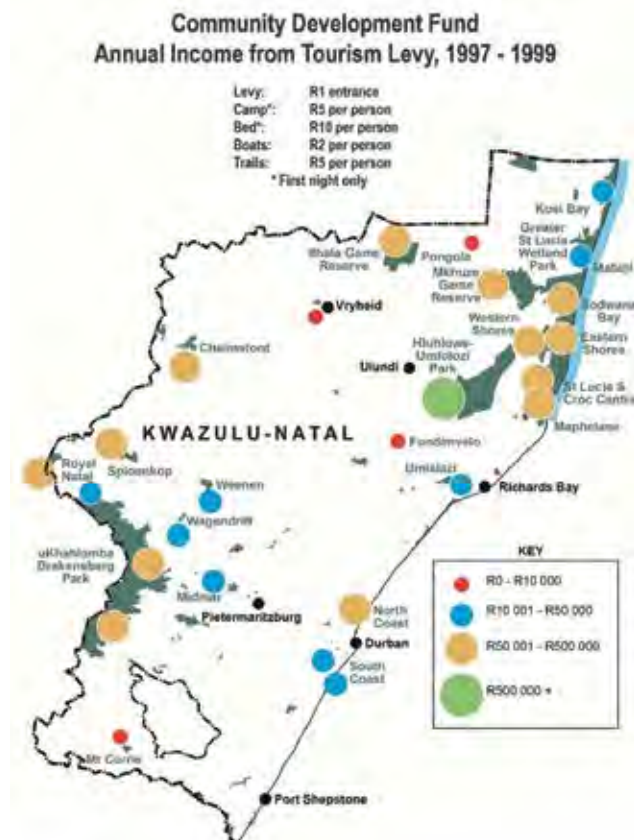 Community Development Fund
Annual Income from Tourism Levy, 1997 - 1999
Levy: R1 entrance
Camp*: R5 per person
Bed*: R10 per person
Boats: R2 per person
Trails: R5 per person
* First night only
Kosi Bay
Greater
St Lucia
Wetland
Park
Mabibi
Ithala Game
Reserve
Pongola
Mkhuze
Game
Reserve
Sodwana
Bay
Vryheid
Western
Shores
Eastern
Shores
Chelmsford
Hluhluwe-
Umfolozi
Park
Ulundi
St Lucia &
Croc Centre
Maphelane
KWAZULU-NATAL
Fundimvelo
Royal
Natal
Spioenkop
Umlalazi
Richards Bay
Weenen
Wagendrift
uKhahlamba
Drakensberg
Park
Midmar
Pietermaritzburg
North
Coast
Durban
South
Coast
Mt Currie
Port Shepstone
KEY
R0 - R10 000
R10 001 - R50 000
R50 001 - R500 000
R500 000 +